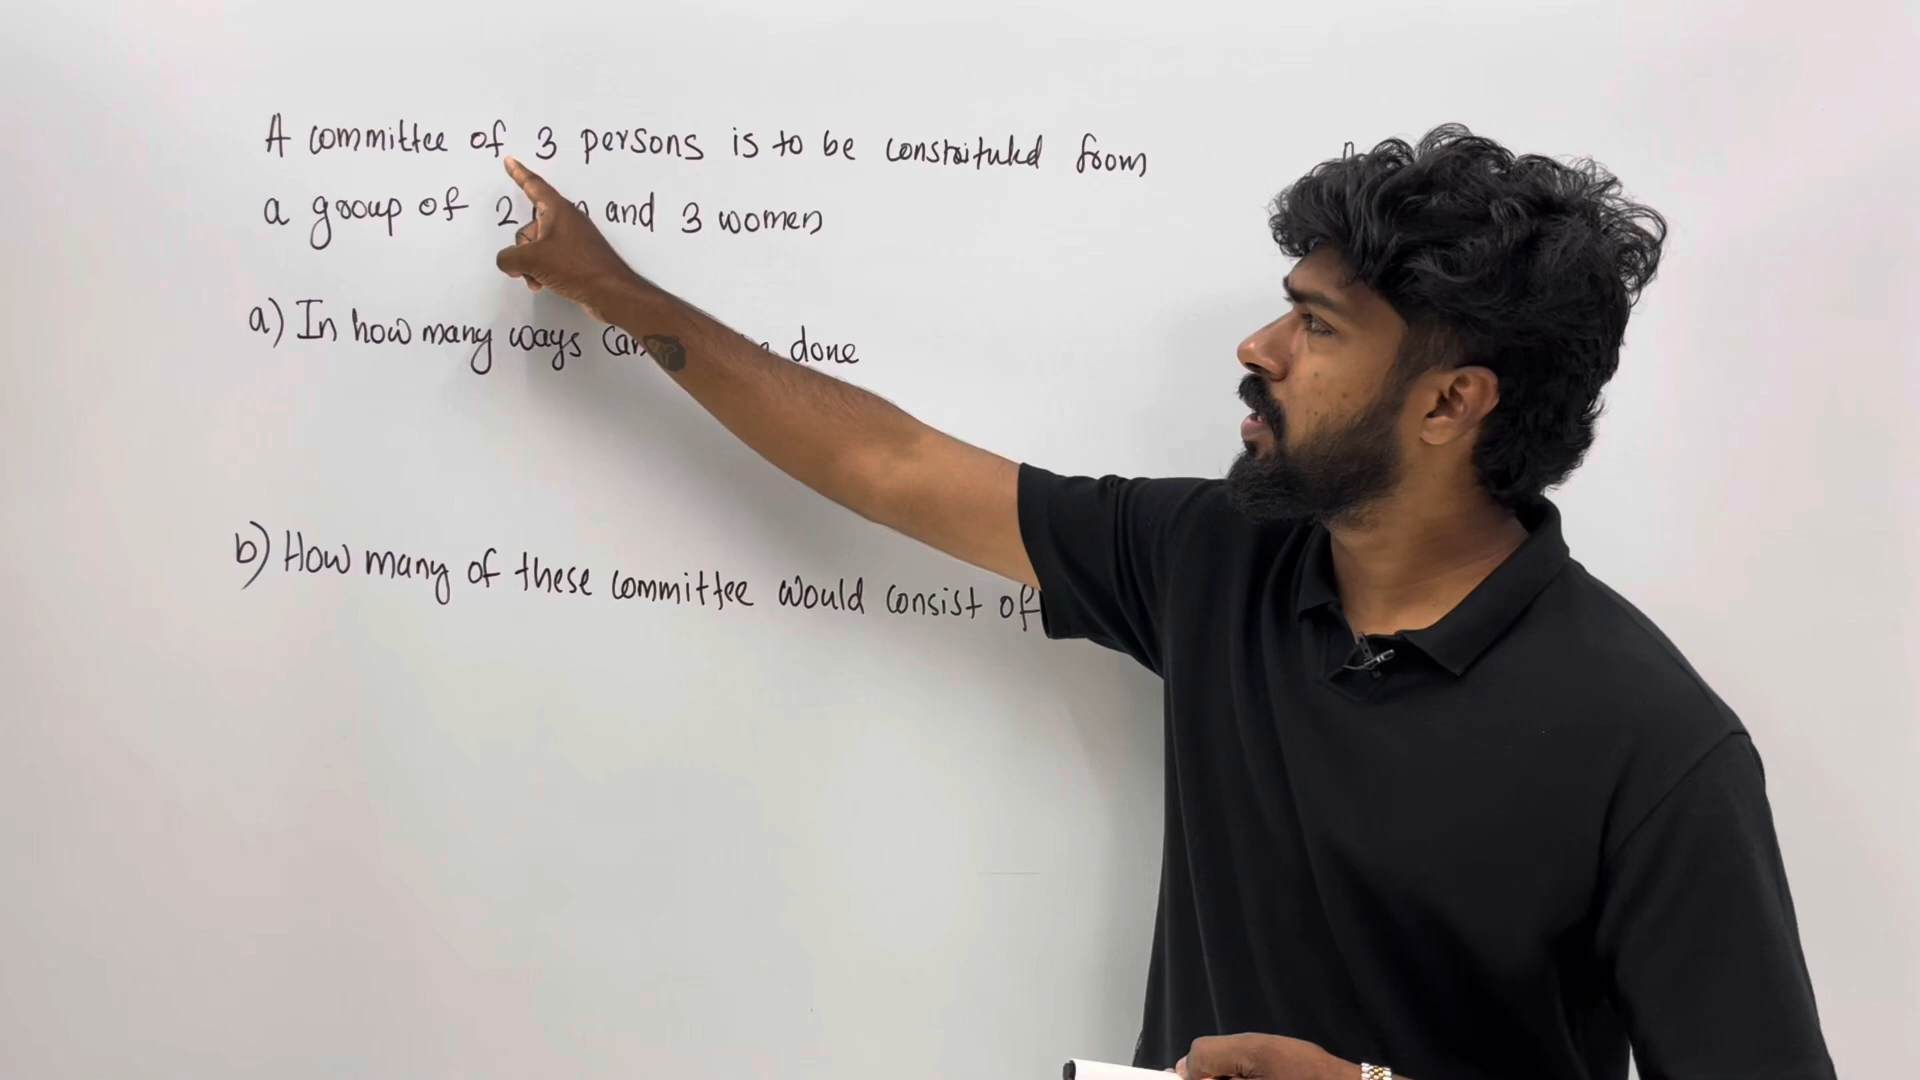 A committee of 3 persons is to be constituted from
a group of 2 and 3 women
a) In how many ways can done
b) How many of these committee would consist of